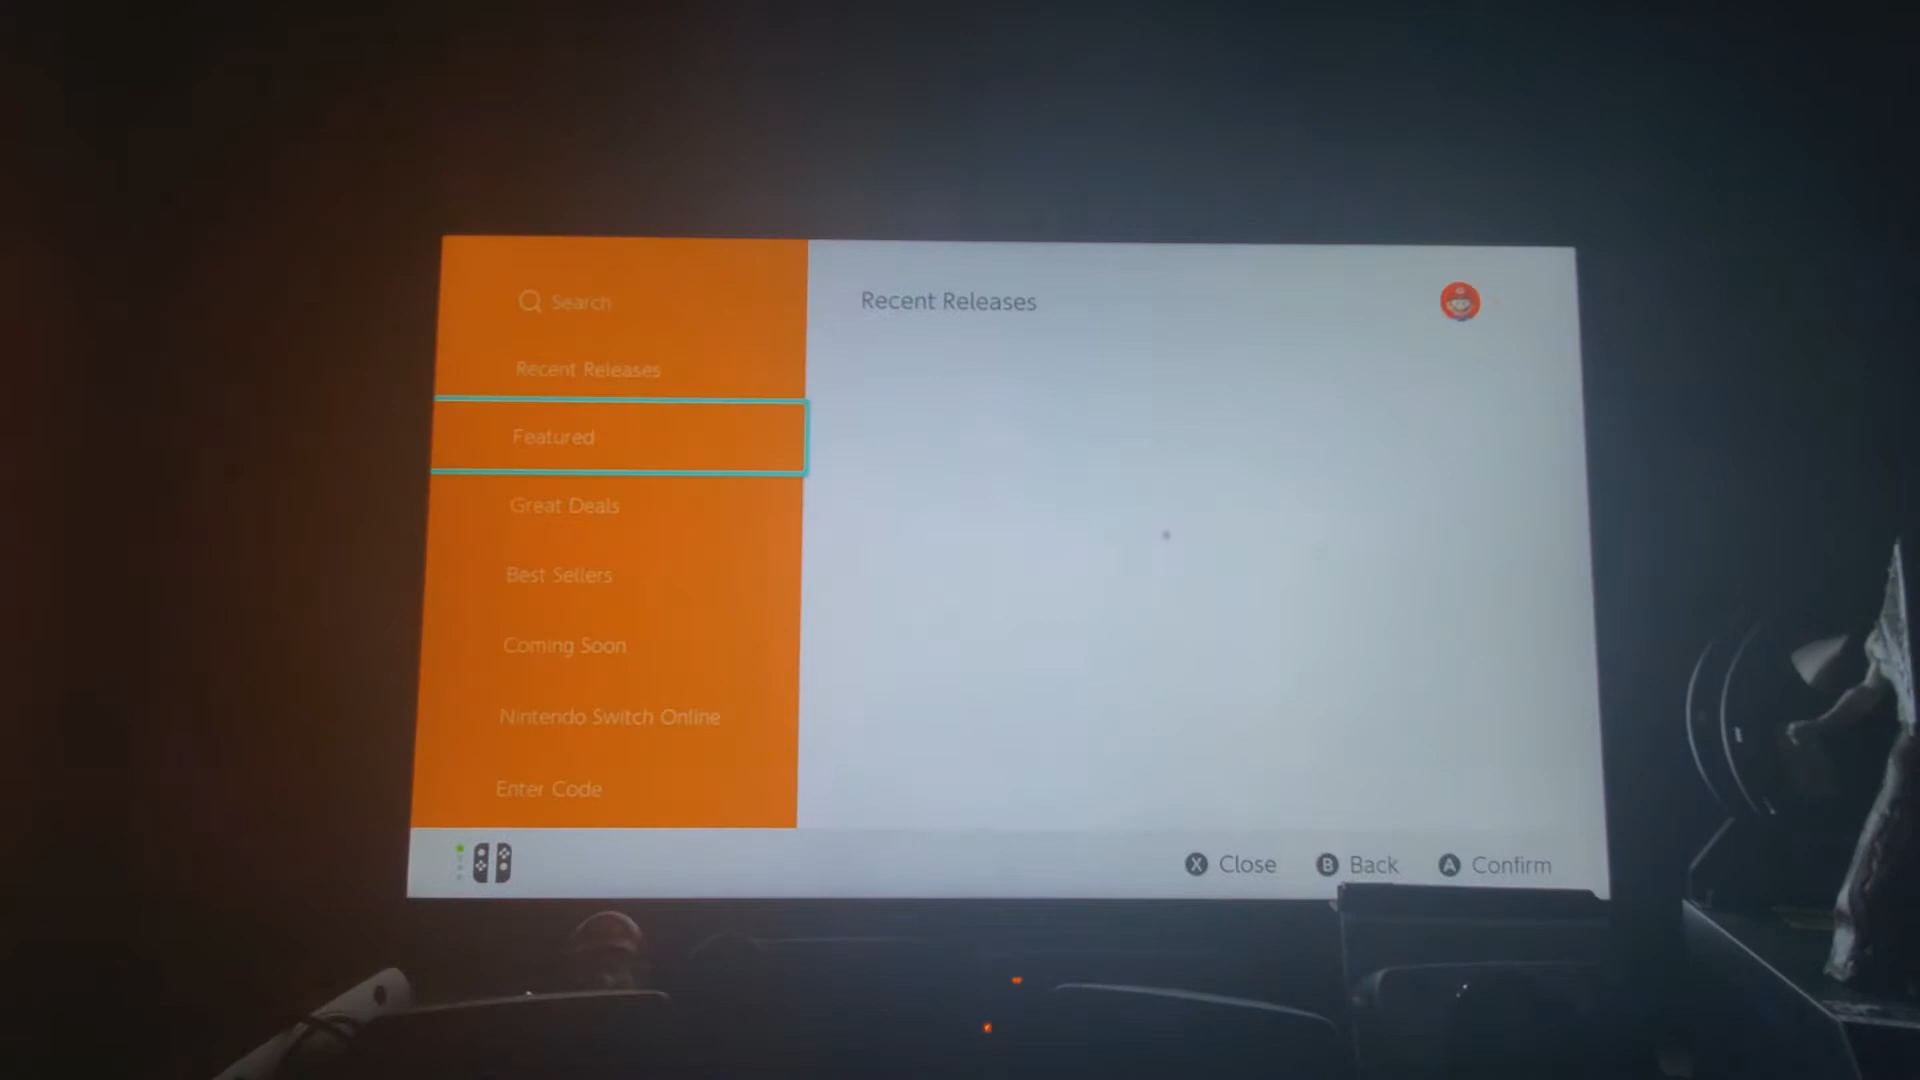 Search
Recent Releases
Featured
Great Deals
Best Sellers
Coming Soon
Nintendo Switch Online
Enter Code
Recent Releases
X Close
B Back
A Confirm